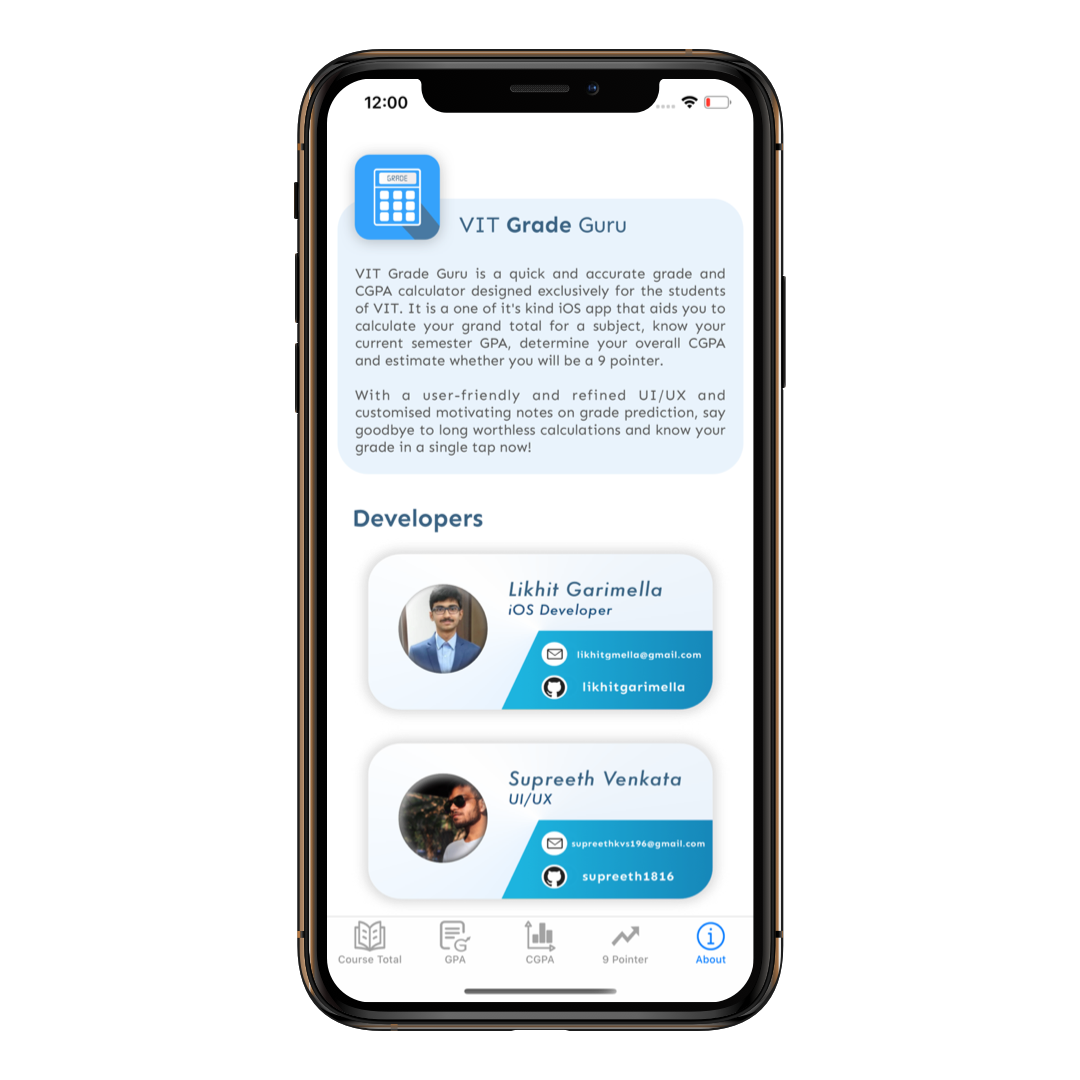 12:00
GRADE
VIT Grade Guru
VIT Grade Guru is a quick and accurate grade and
CGPA calculator designed exclusively for the students
of VIT. It is a one of it's kind iOS app that aids you to
calculate your grand total for a subject, know your
current semester GPA, determine your overall CGPA
and estimate whether you will be a 9 pointer.
With a user-friendly and refined UI/UX and
customised motivating notes on grade prediction, say
goodbye to long worthless calculations and know your
grade in a single tap now!
Developers
Likhit Garimella
iOS Developer
likhitgmella@gmail.com
likhitgarimella
Supreeth Venkata
UI/UX
supreethkvs196@gmail.com
supreeth1816
Course Total GPA CGPA 9 Pointer About